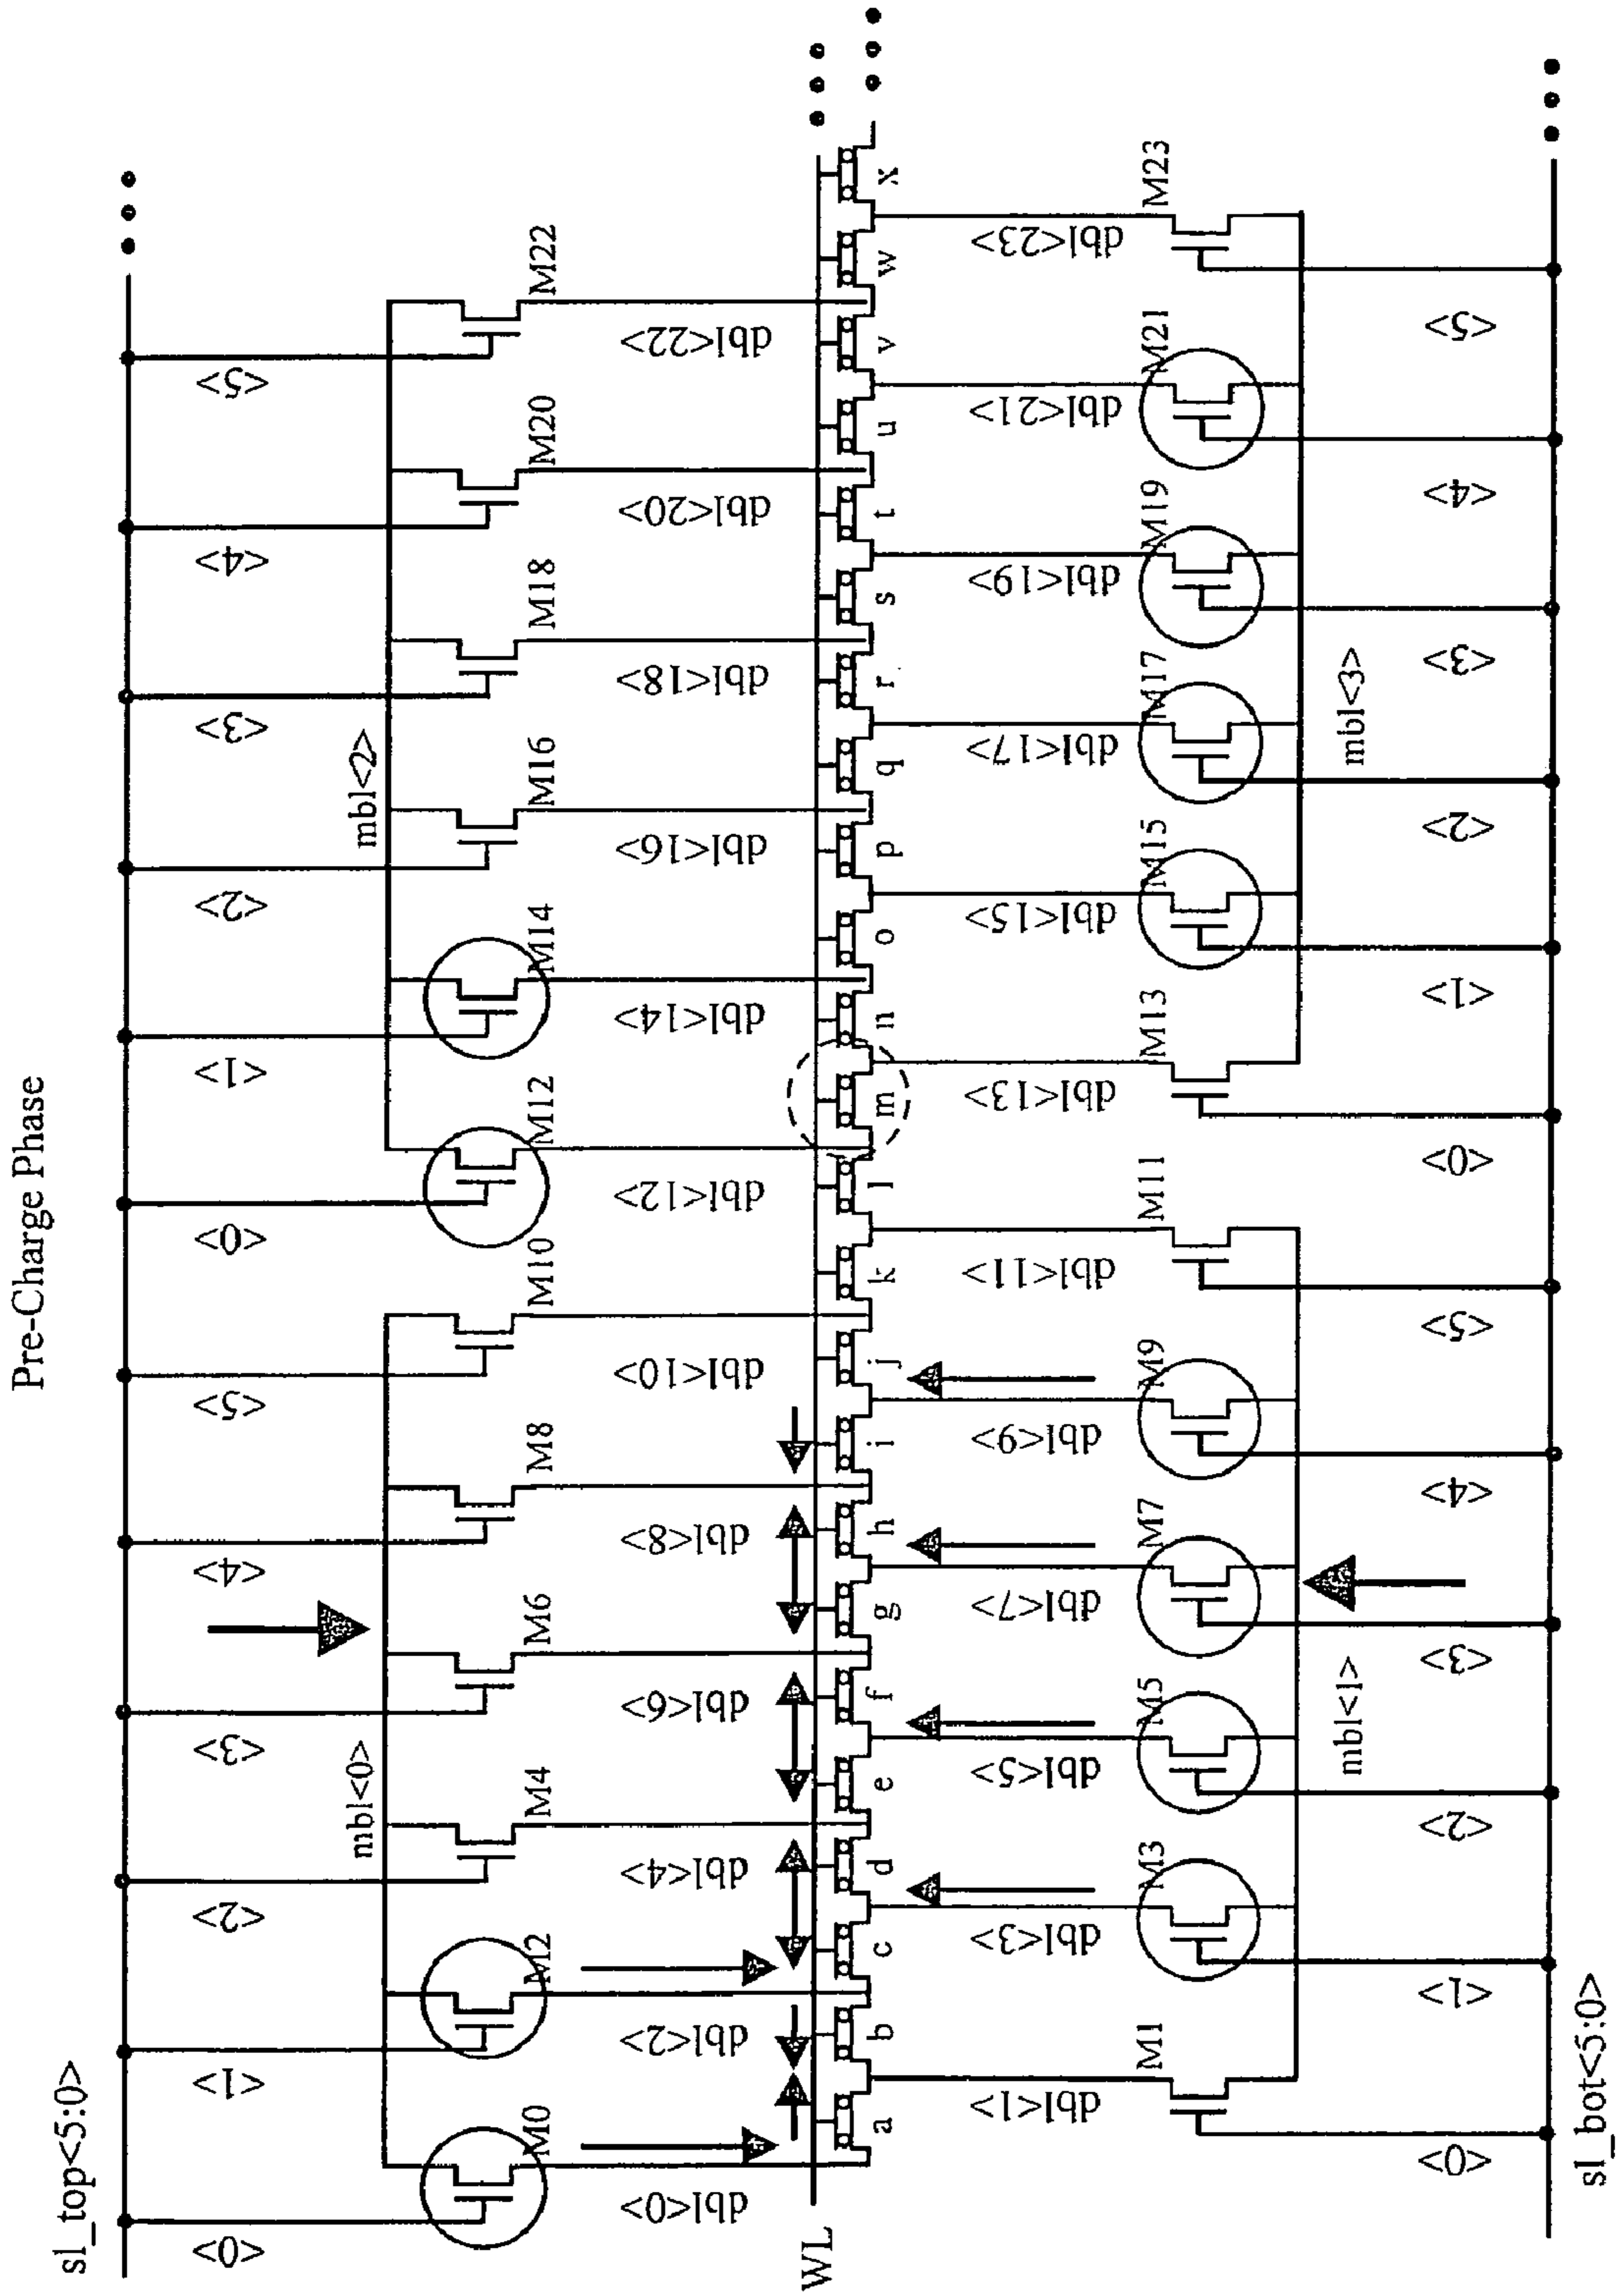 Pre-Charge Phase
sl_top<5:0>
<0>
<1>
<2>
<3>
<4>
<5>
<0>
<1>
<2>
<3>
<4>
<5>
mbl<0>
mbl<2>
M0
M2
M4
M6
M8
M10
M12
M14
M16
M18
M20
M22
dbl<0>
dbl<2>
dbl<4>
dbl<6>
dbl<8>
dbl<10>
dbl<12>
dbl<14>
dbl<16>
dbl<18>
dbl<20>
dbl<22>
WL
a
b
c
d
e
f
g
h
i
j
k
l
m
n
o
p
q
r
s
t
u
v
w
x
dbl<1>
dbl<3>
dbl<5>
dbl<7>
dbl<9>
dbl<11>
dbl<13>
dbl<15>
dbl<17>
dbl<19>
dbl<21>
dbl<23>
M1
M3
M5
M7
M9
M11
M13
M15
M17
M19
M21
M23
mbl<1>
mbl<3>
<0>
<1>
<2>
<3>
<4>
<5>
<0>
<1>
<2>
<3>
<4>
<5>
sl_bot<5:0>